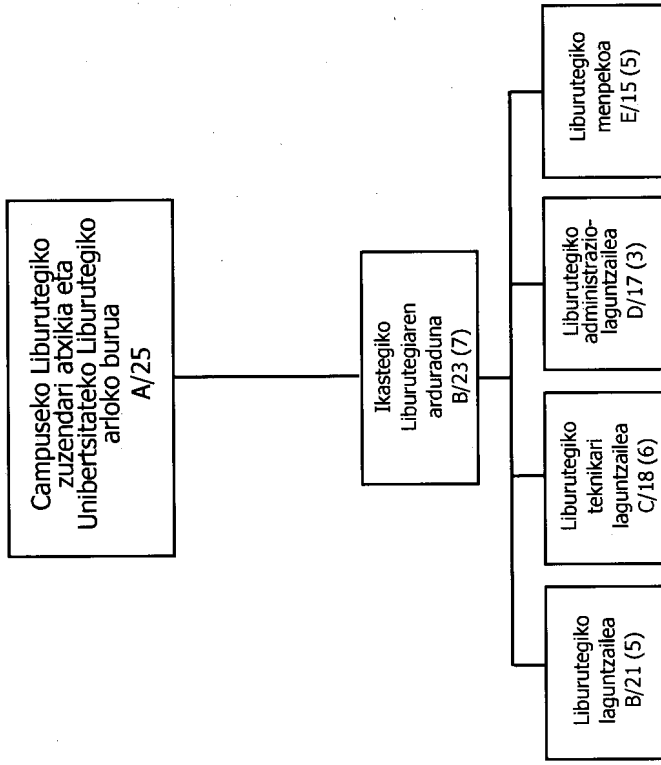 Campuseko Liburutegiko
zuzendari atxikia eta
Unibertsitateko Liburutegiko
arloko burua
A/25
Ikastegiko
Liburutegiaren
arduraduna
B/23 (7)
Liburutegiko
laguntzailea
B/21 (5)
Liburutegiko
teknikari
laguntzailea
C/18 (6)
Liburutegiko
administrazio-
laguntzailea
D/17 (3)
Liburutegiko
menpekoa
E/15 (5)